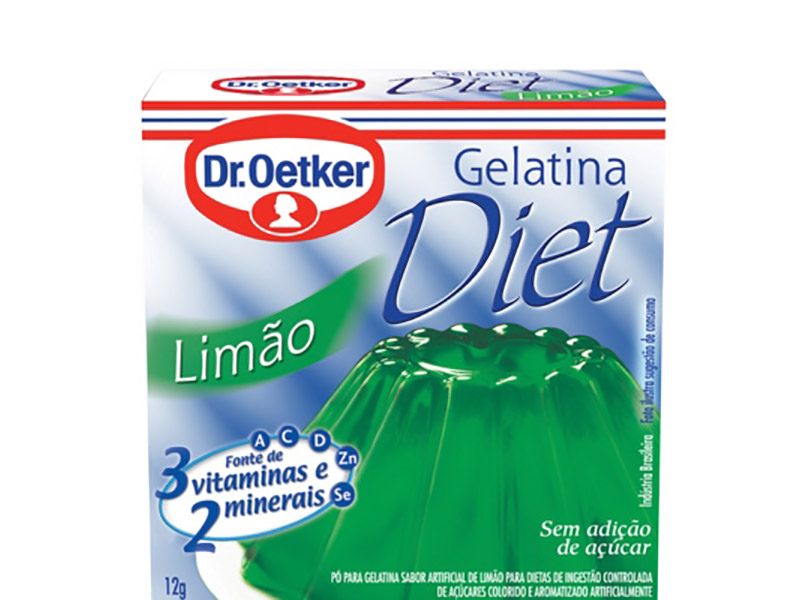 Dr.Oetker
Gelatina
Diet
Limão
Dr.Oetker
Gelatina
Diet
Limão
A C D
Zn
Se
3
Fonte de
vitaminas e
2 minerais
Foto ilustra sugestão de consumo
Indústria Brasileira
Sem adição
de açúcar
12g
PÓ PARA GELATINA SABOR ARTIFICIAL DE LIMÃO PARA DIETAS DE INGESTÃO CONTROLADA
DE AÇÚCARES COLORIDO E AROMATIZADO ARTIFICIALMENTE